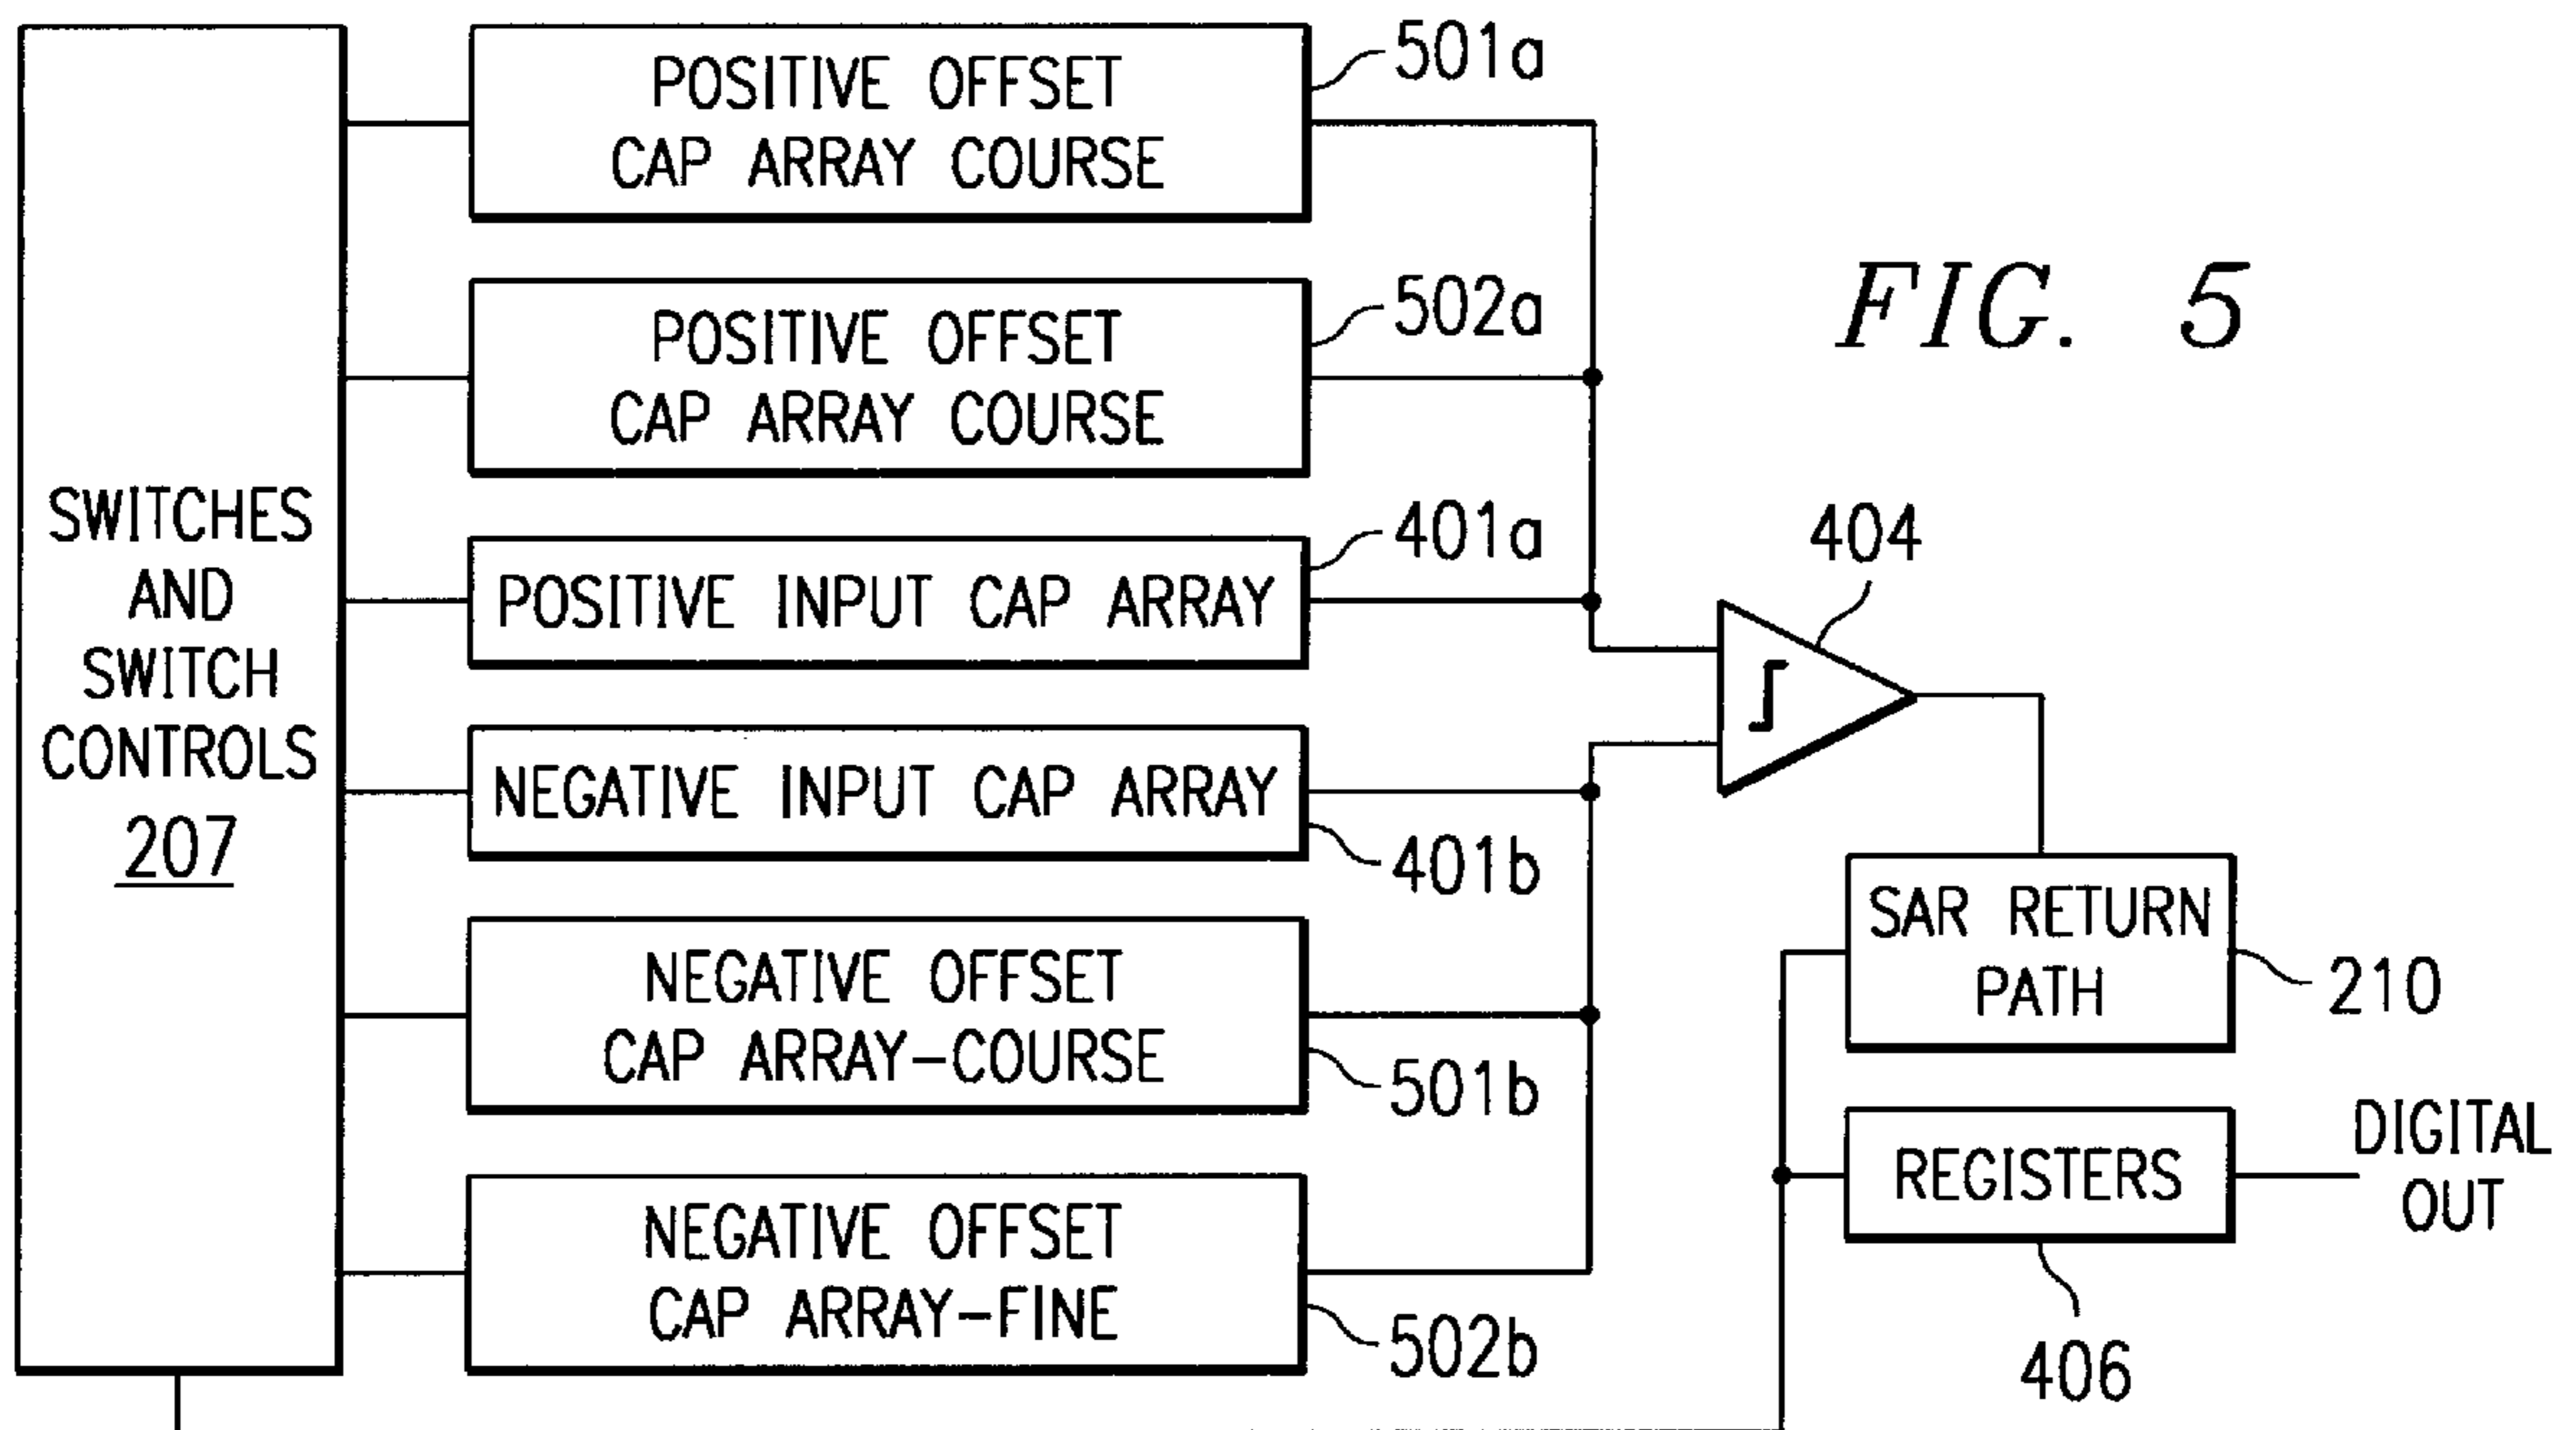 POSITIVE OFFSET
CAP ARRAY COURSE
501a
POSITIVE OFFSET
CAP ARRAY COURSE
502a
FIG. 5
SWITCHES
AND
SWITCH
CONTROLS
207
POSITIVE INPUT CAP ARRAY
401a
404
NEGATIVE INPUT CAP ARRAY
401b
SAR RETURN
PATH
210
NEGATIVE OFFSET
CAP ARRAY-COURSE
501b
REGISTERS
406
DIGITAL
OUT
NEGATIVE OFFSET
CAP ARRAY-FINE
502b